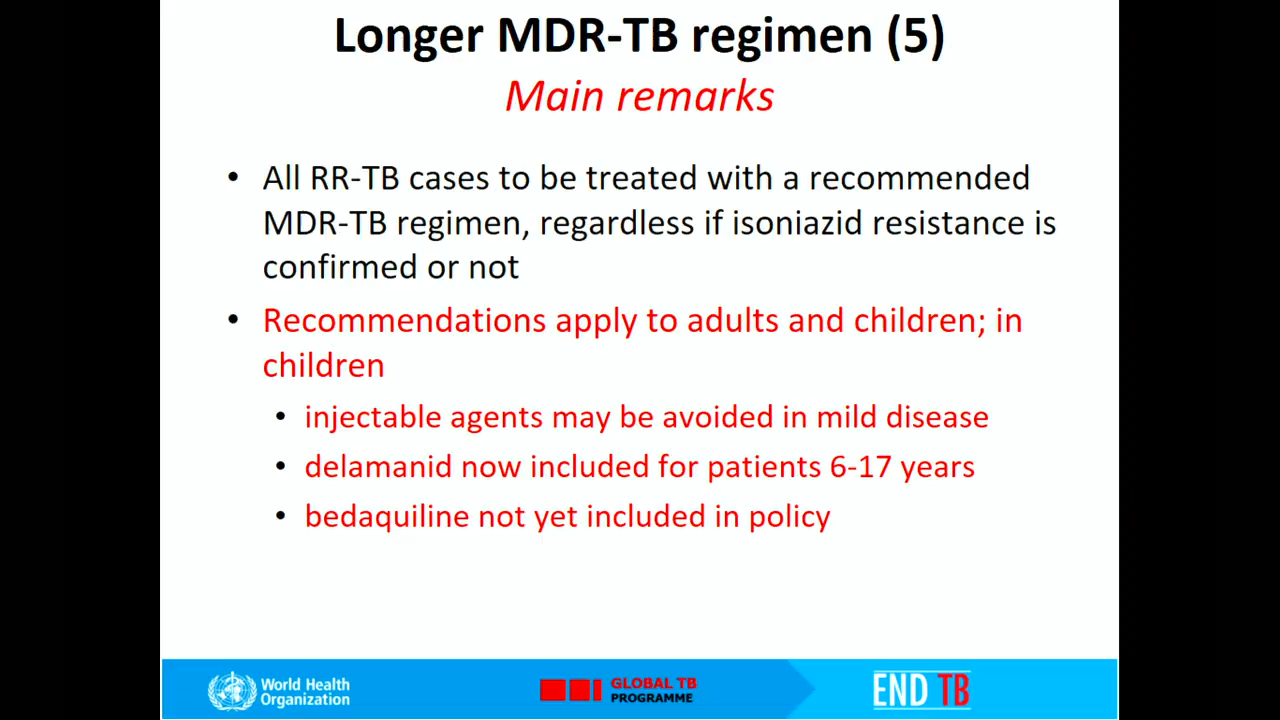 Longer MDR-TB regimen (5)
Main remarks
• All RR-TB cases to be treated with a recommended
MDR-TB regimen, regardless if isoniazid resistance is
confirmed or not
• Recommendations apply to adults and children; in
children
• injectable agents may be avoided in mild disease
• delamanid now included for patients 6-17 years
• bedaquiline not yet included in policy
World Health
Organization
GLOBAL TB
PROGRAMME
END TB